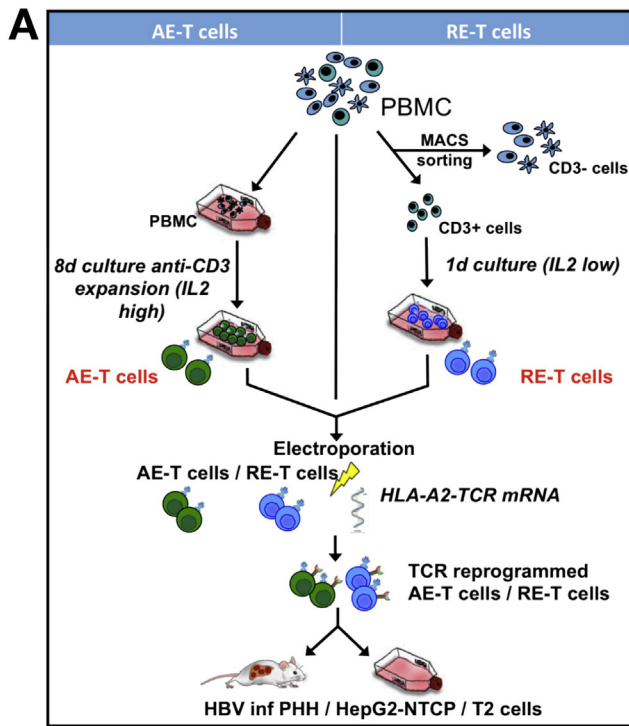 A
AE-T cells
RE-T cells
PBMC
MACS
sorting
CD3- cells
PBMC
CD3+ cells
8d culture anti-CD3
expansion (IL2
high)
1d culture (IL2 low)
AE-T cells
RE-T cells
Electroporation
AE-T cells / RE-T cells
HLA-A2-TCR mRNA
TCR reprogrammed
AE-T cells / RE-T cells
HBV inf PHH / HepG2-NTCP / T2 cells